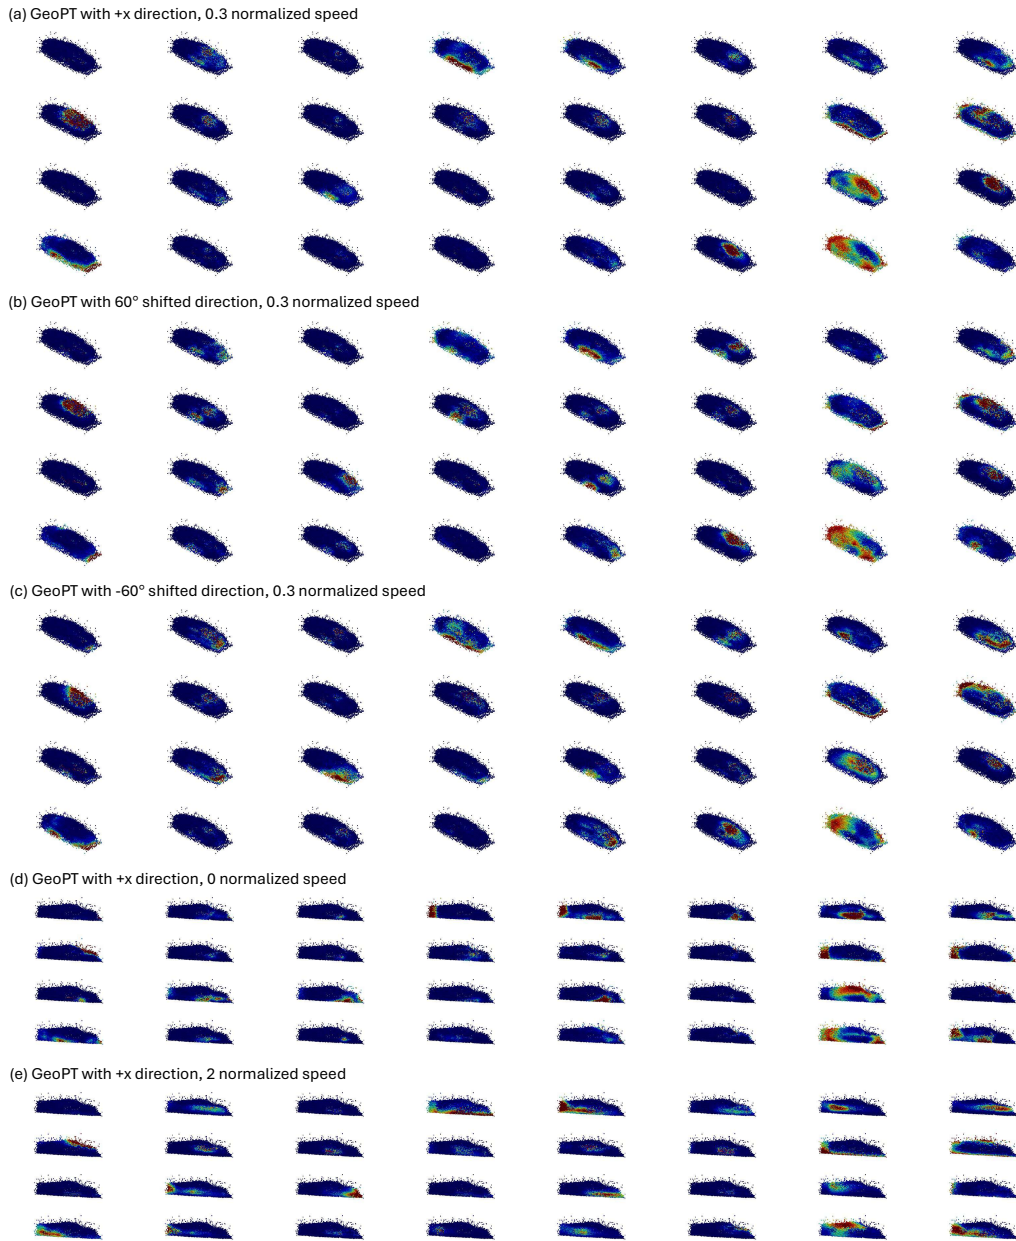 (a) GeoPT with +x direction, 0.3 normalized speed
(b) GeoPT with 60° shifted direction, 0.3 normalized speed
(c) GeoPT with -60° shifted direction, 0.3 normalized speed
(d) GeoPT with +x direction, 0 normalized speed
(e) GeoPT with +x direction, 2 normalized speed